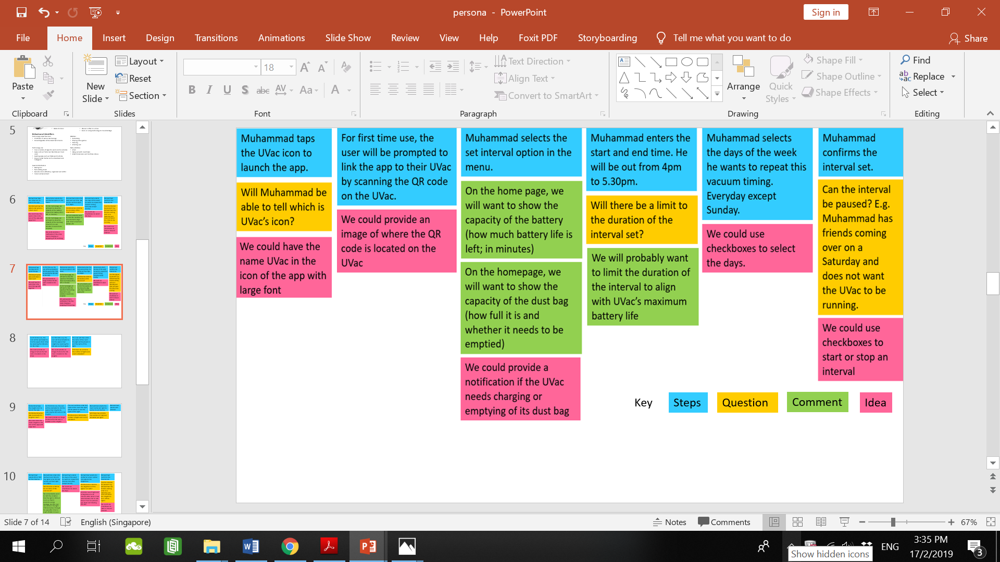 persona - PowerPoint
Sign in
File Home Insert Design Transitions Animations Slide Show Review View Help Foxit PDF Storyboarding Tell me what you want to do Share
Paste
Clipboard
New
Slide
Layout
Reset
Section
Slides
18
A A
B I U S abc AV Aa A
Font
Text Direction
Align Text
Convert to SmartArt
Paragraph
Arrange
Quick
Styles
Shape Fill
Shape Outline
Shape Effects
Drawing
Find
Replace
Select
Editing
5
6
7
8
9
10
Muhammad taps
the UVac icon to
launch the app.
Will Muhammad be
able to tell which is
UVac's icon?
We could have the
name UVac in the
icon of the app with
large font
For first time use, the
user will be prompted to
link the app to their UVac
by scanning the QR code
on the UVac.
We could provide an
image of where the QR
code is located on the
UVac
Muhammad selects the
set interval option in the
menu.
On the home page, we
will want to show the
capacity of the battery
(how much battery life is
left; in minutes)
On the homepage, we
will want to show the
capacity of the dust bag
(how full it is and
whether it needs to be
emptied)
We could provide a
notification if the UVac
needs charging or
emptying of its dust bag
Muhammad enters the
start and end time. He
will be out from 4pm
to 5.30pm.
Will there be a limit to
the duration of the
interval set?
We will probably want
to limit the duration of
the interval to align
with UVac's maximum
battery life
Muhammad selects
the days of the week
he wants to repeat this
vacuum timing.
Everyday except
Sunday.
We could use
checkboxes to select
the days.
Muhammad
confirms the
interval set.
Can the interval
be paused? E.g.
Muhammad has
friends coming
over on a
Saturday and
does not want
the UVac to be
running.
We could use
checkboxes to
start or stop an
interval
Key Steps Question Comment Idea
Slide 7 of 14 English (Singapore) Notes Comments 67%
ENG
3:35 PM
17/2/2019
3
Show hidden icons